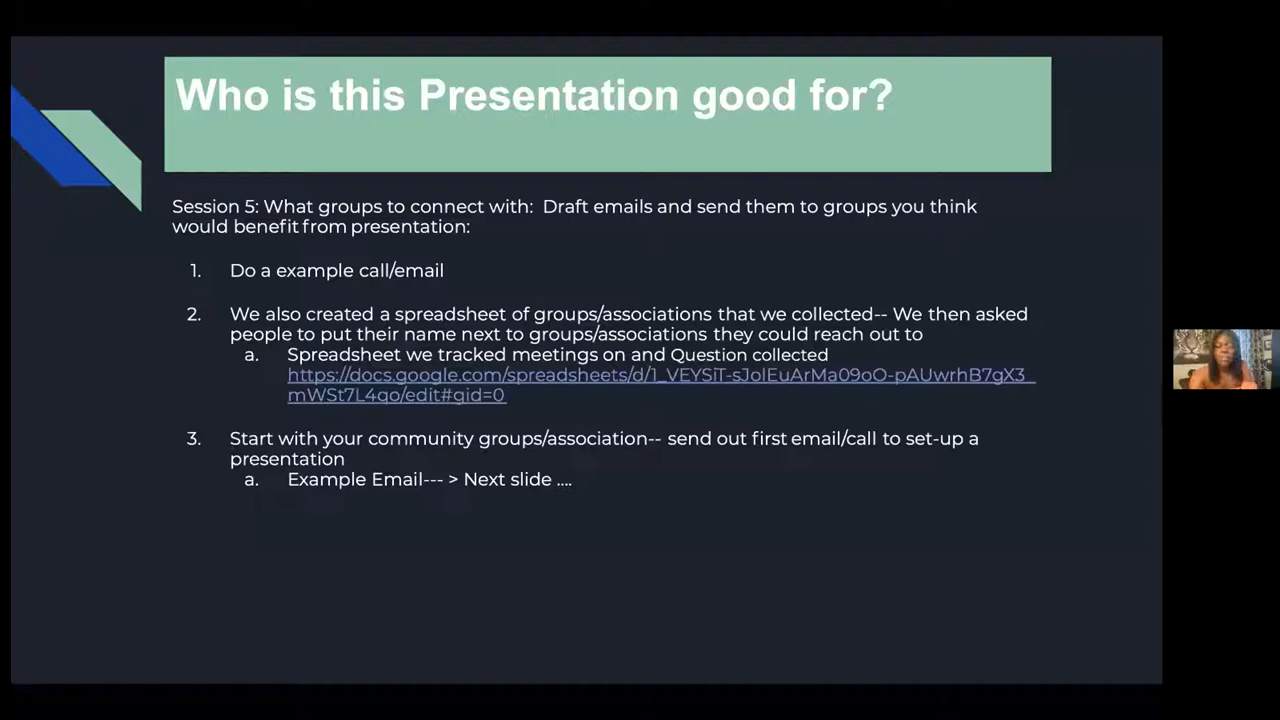 Who is this Presentation good for?
Session 5: What groups to connect with:  Draft emails and send them to groups you think
would benefit from presentation:
1. Do a example call/email
2. We also created a spreadsheet of groups/associations that we collected-- We then asked
people to put their name next to groups/associations they could reach out to
a. Spreadsheet we tracked meetings on and Question collected
https://docs.google.com/spreadsheets/d/1_VEYSiT-sJolEuArMa09oO-pAUwrhB7gX3_
mWSt7L4qo/edit#gid=0
3. Start with your community groups/association-- send out first email/call to set-up a
presentation
a. Example Email--- > Next slide ....